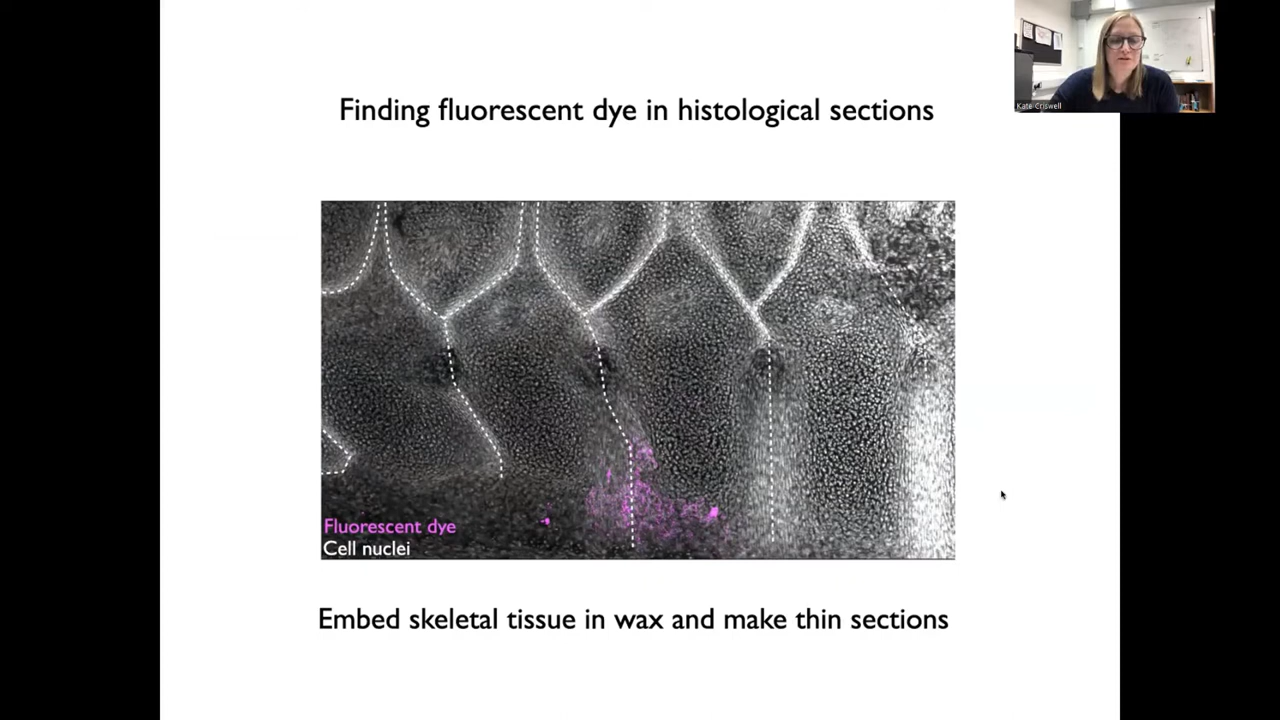 Finding fluorescent dye in histological sections
Kate Criswell
Fluorescent dye
Cell nuclei
Embed skeletal tissue in wax and make thin sections